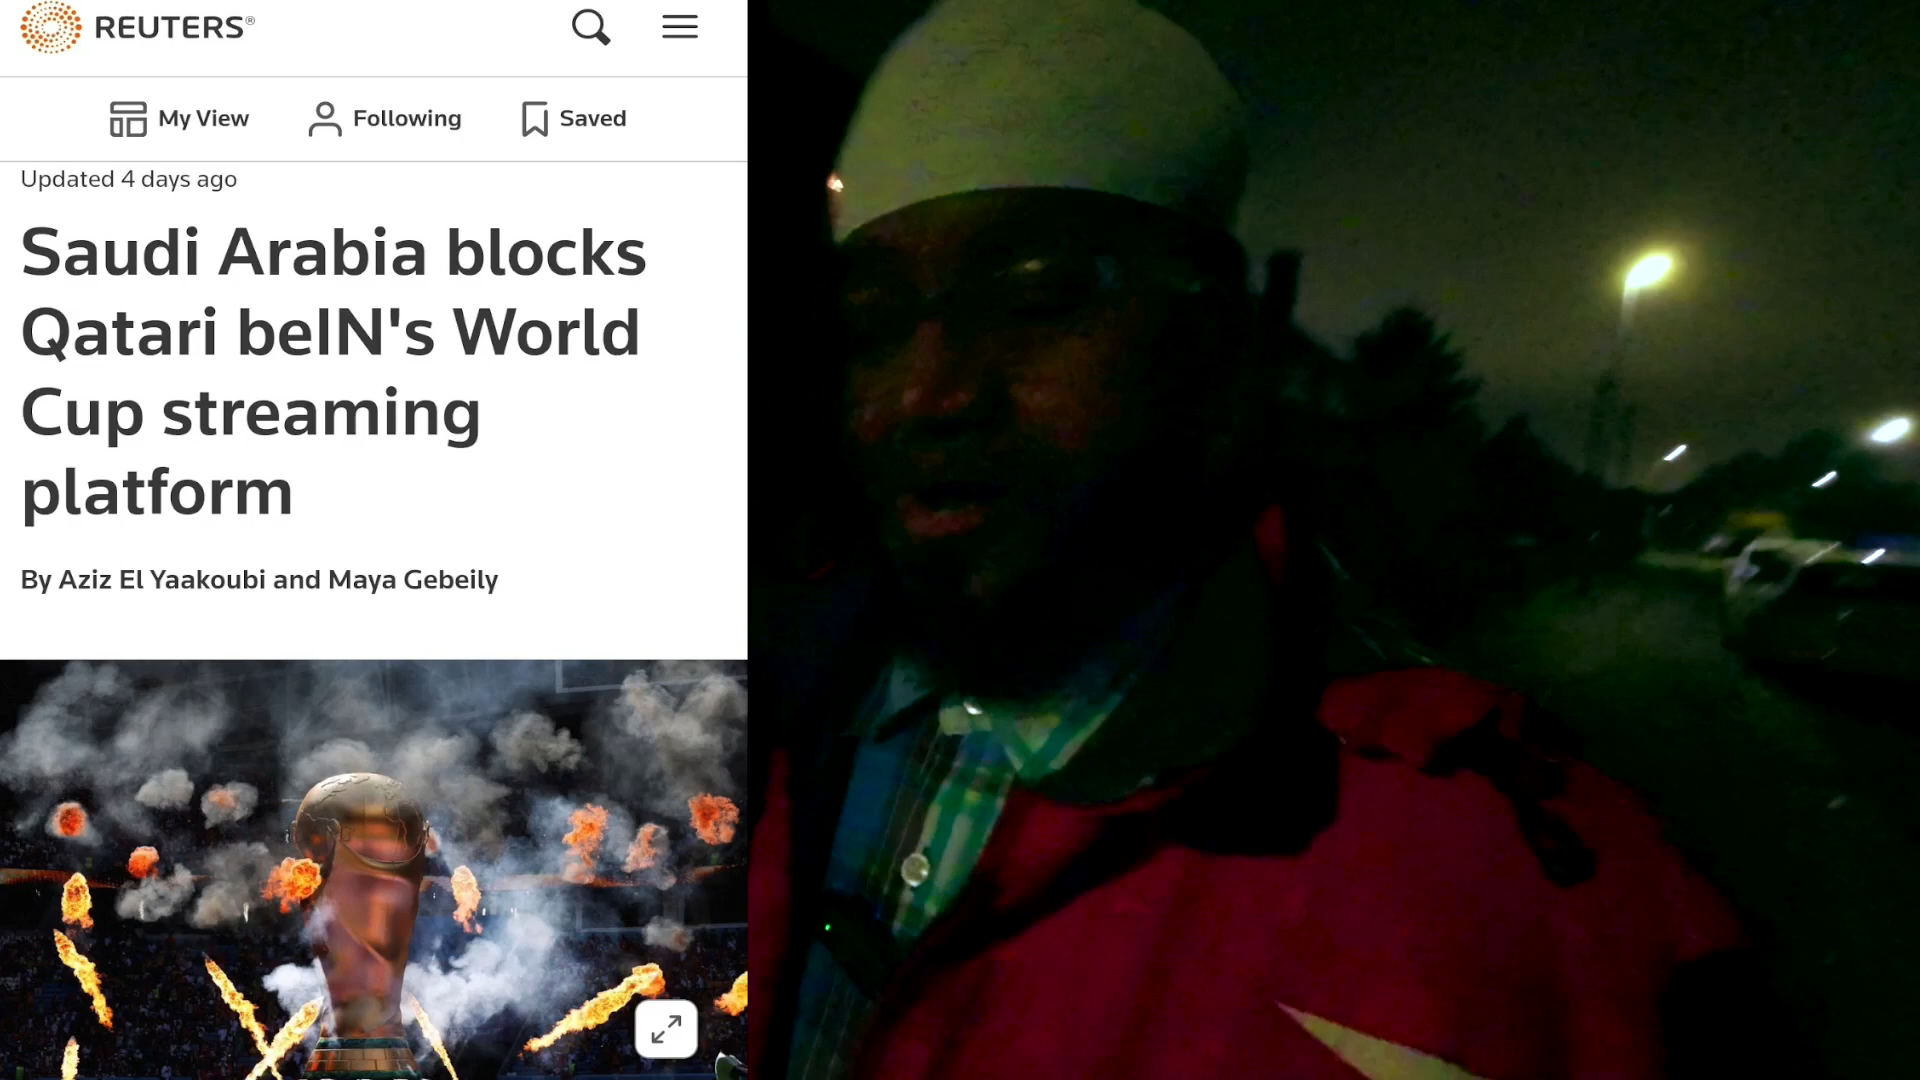 REUTERS®
My View
Following
Saved
Updated 4 days ago
Saudi Arabia blocks
Qatari beIN's World
Cup streaming
platform
By Aziz El Yaakoubi and Maya Gebeily